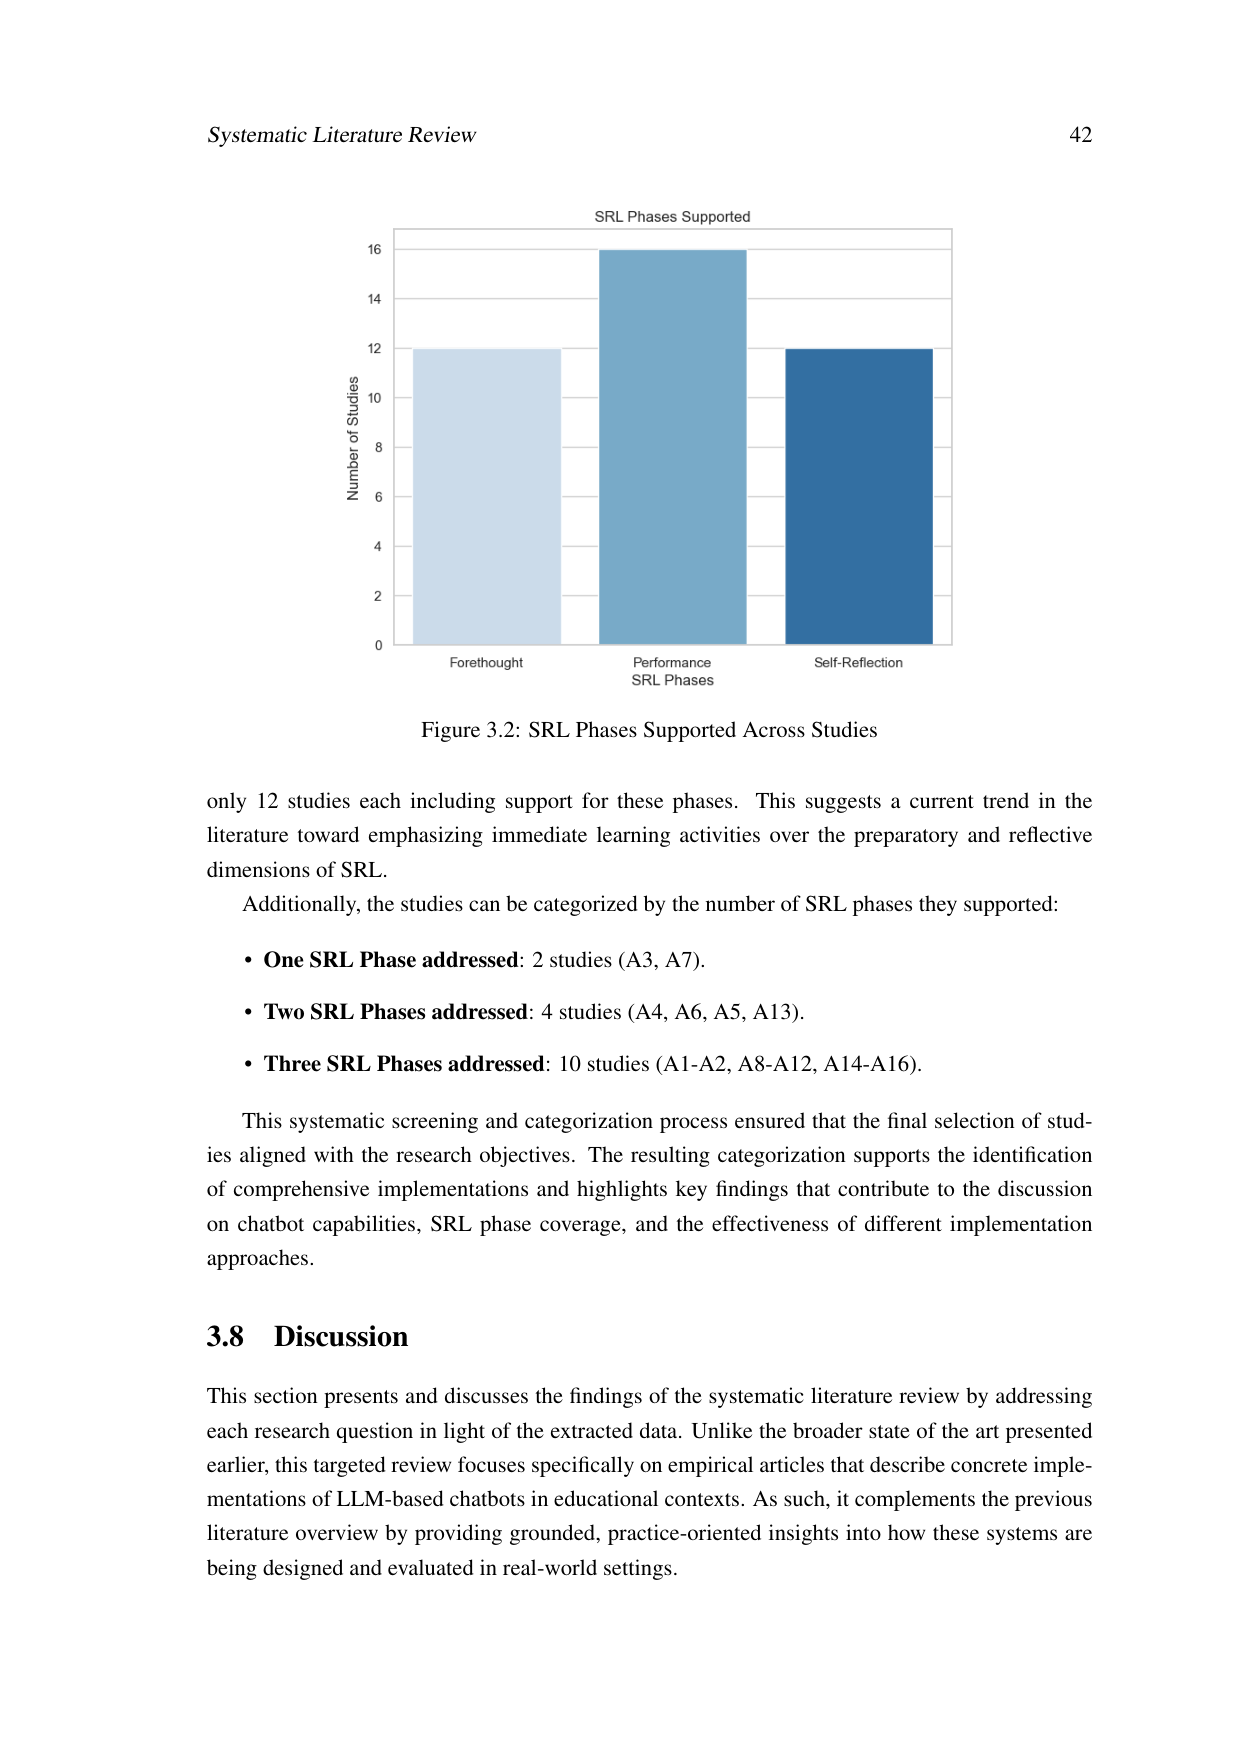 Systematic Literature Review 42
SRL Phases Supported
16
14
12
10
8
6
4
2
0
Number of Studies
Forethought Performance Self-Reflection
SRL Phases
Figure 3.2: SRL Phases Supported Across Studies
only 12 studies each including support for these phases. This suggests a current trend in the
literature toward emphasizing immediate learning activities over the preparatory and reflective
dimensions of SRL.
Additionally, the studies can be categorized by the number of SRL phases they supported:
• One SRL Phase addressed: 2 studies (A3, A7).
• Two SRL Phases addressed: 4 studies (A4, A6, A5, A13).
• Three SRL Phases addressed: 10 studies (A1-A2, A8-A12, A14-A16).
This systematic screening and categorization process ensured that the final selection of stud-
ies aligned with the research objectives. The resulting categorization supports the identification
of comprehensive implementations and highlights key findings that contribute to the discussion
on chatbot capabilities, SRL phase coverage, and the effectiveness of different implementation
approaches.
3.8 Discussion
This section presents and discusses the findings of the systematic literature review by addressing
each research question in light of the extracted data. Unlike the broader state of the art presented
earlier, this targeted review focuses specifically on empirical articles that describe concrete imple-
mentations of LLM-based chatbots in educational contexts. As such, it complements the previous
literature overview by providing grounded, practice-oriented insights into how these systems are
being designed and evaluated in real-world settings.